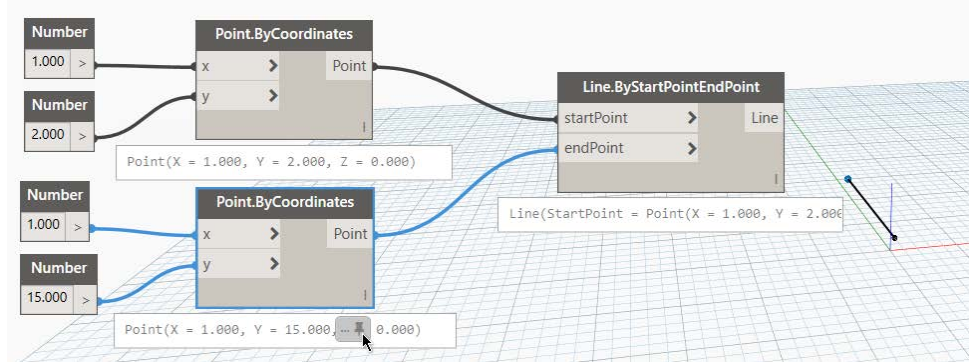 Number
1.000 >
Number
2.000 >
Point.ByCoordinates
x > Point
y >
l
Point(X = 1.000, Y = 2.000, Z = 0.000)
Number
1.000 >
Number
15.000 >
Point.ByCoordinates
x > Point
y >
l
Point(X = 1.000, Y = 15.000, ... 0.000)
Line.ByStartPointEndPoint
startPoint > Line
endPoint >
l
Line(StartPoint = Point(X = 1.000, Y = 2.000